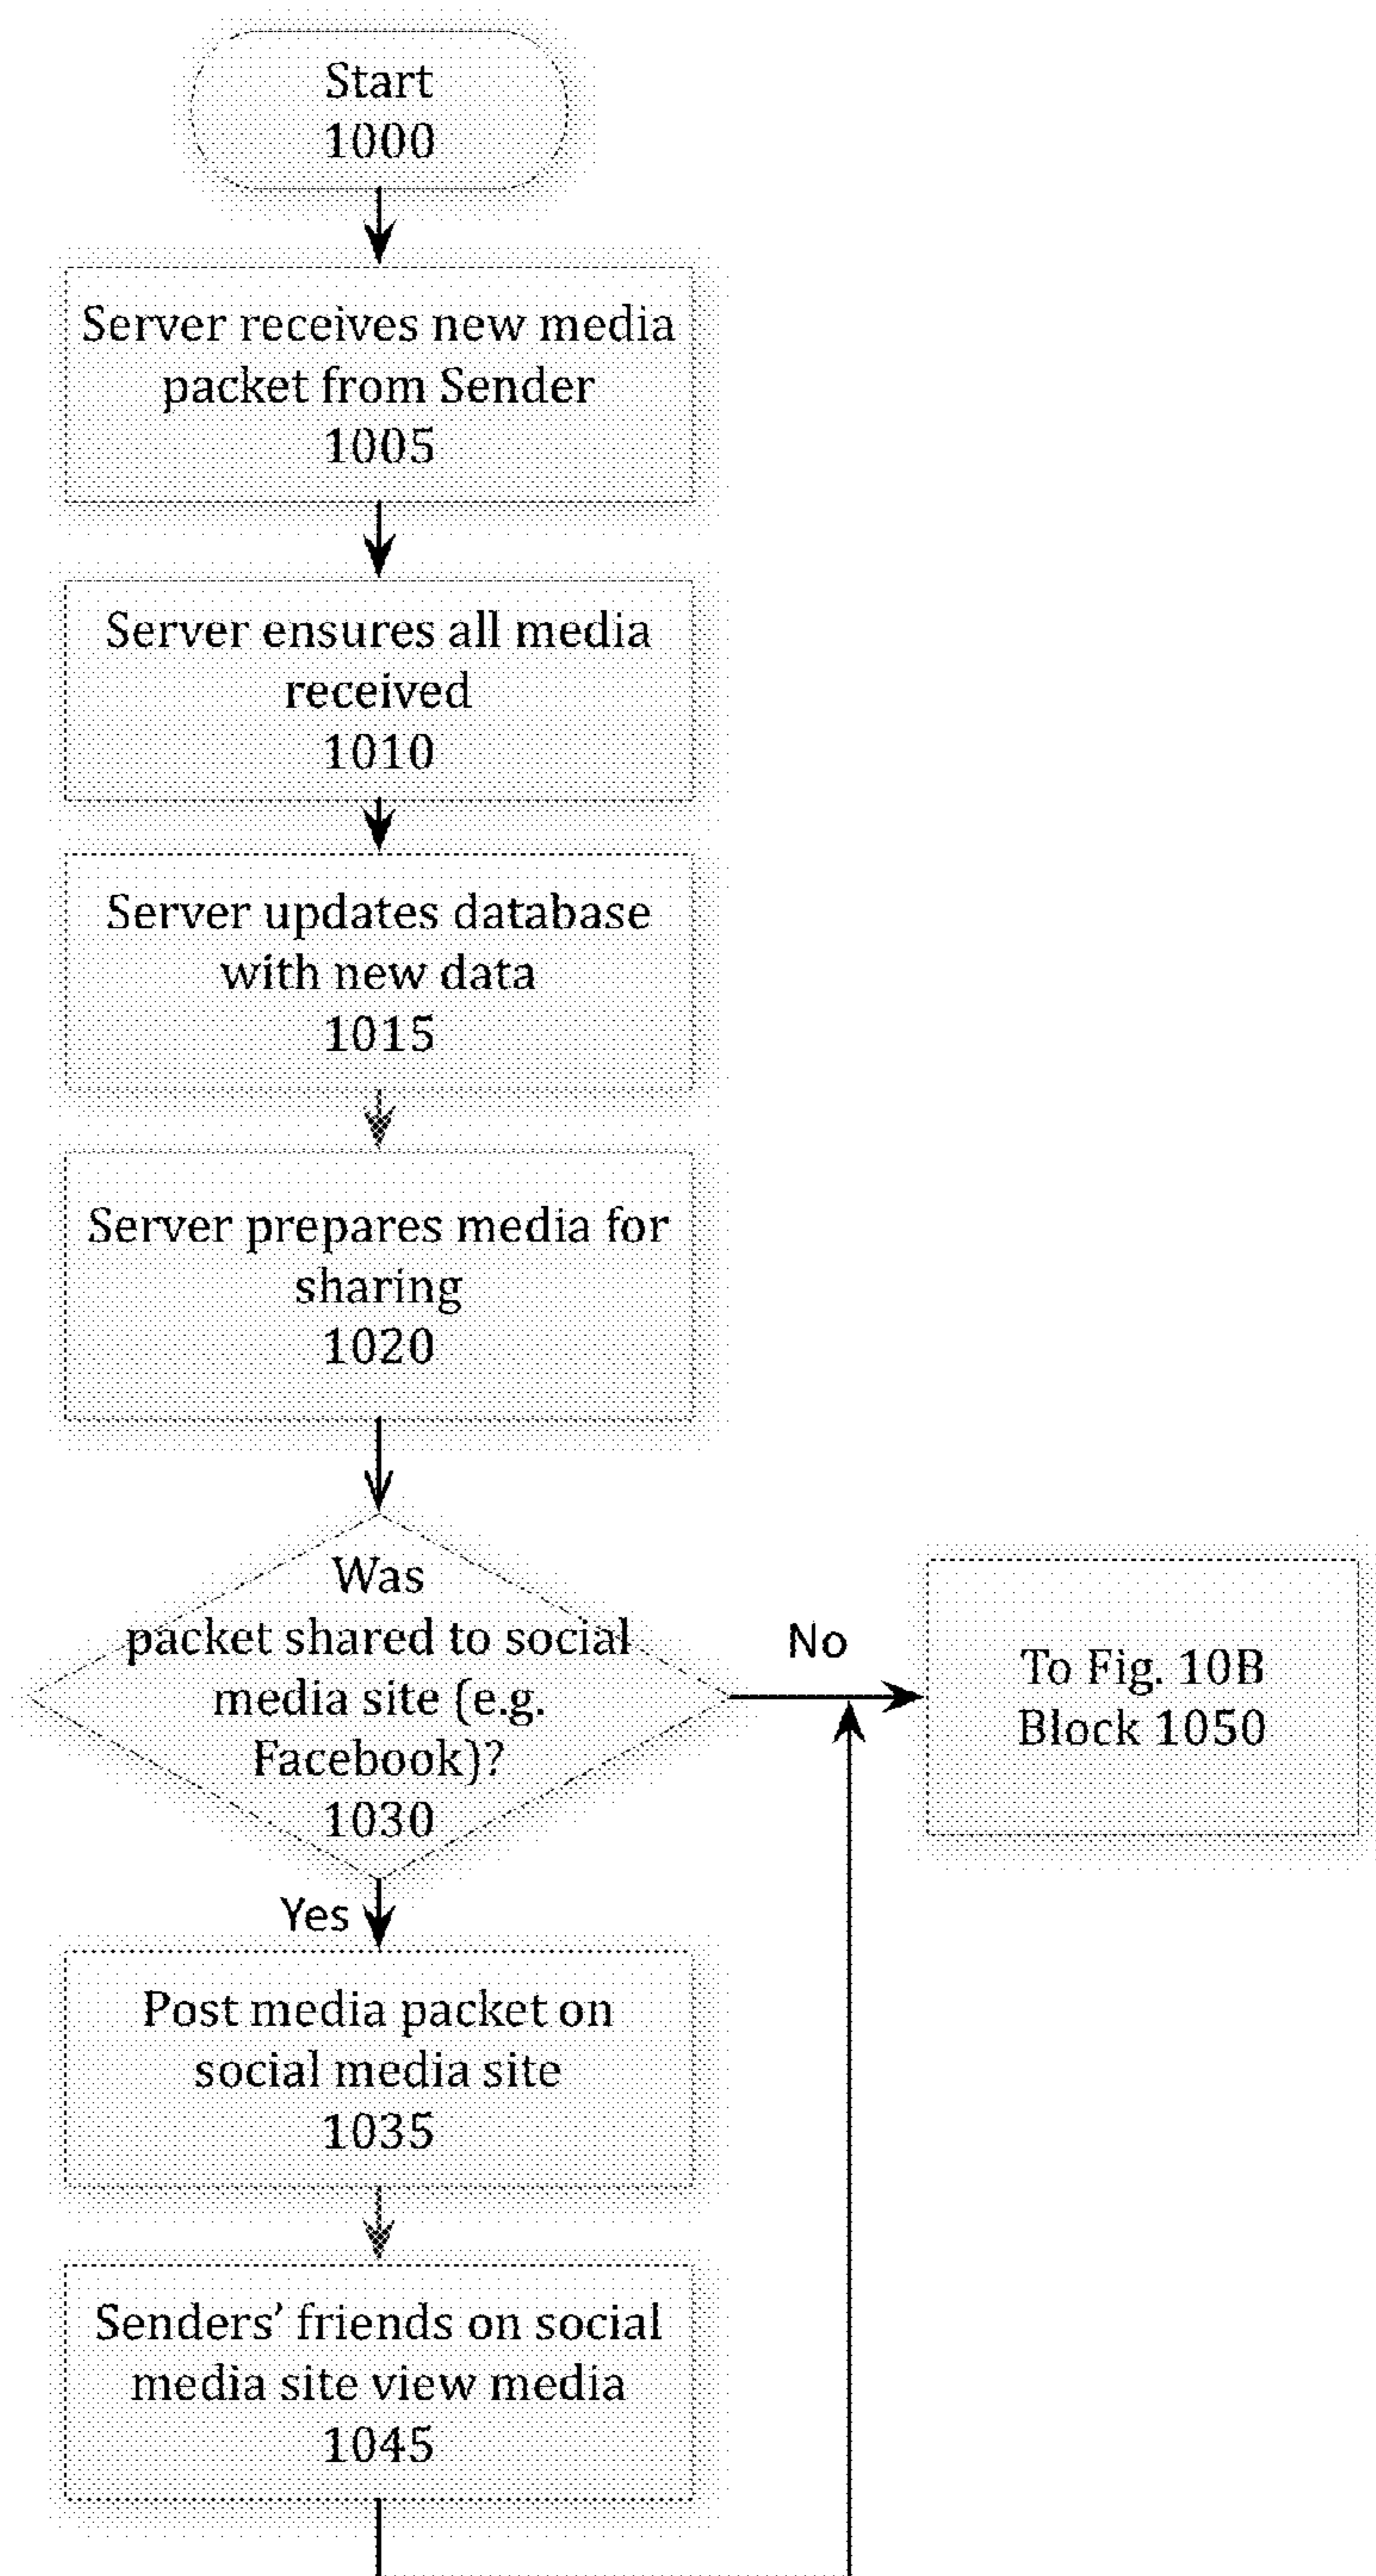 Start
1000
Server receives new media
packet from Sender
1005
Server ensures all media
received
1010
Server updates database
with new data
1015
Server prepares media for
sharing
1020
Was
packet shared to social
media site (e.g.
Facebook)?
1030
No
To Fig. 10B
Block 1050
Yes
Post media packet on
social media site
1035
Senders’ friends on social
media site view media
1045